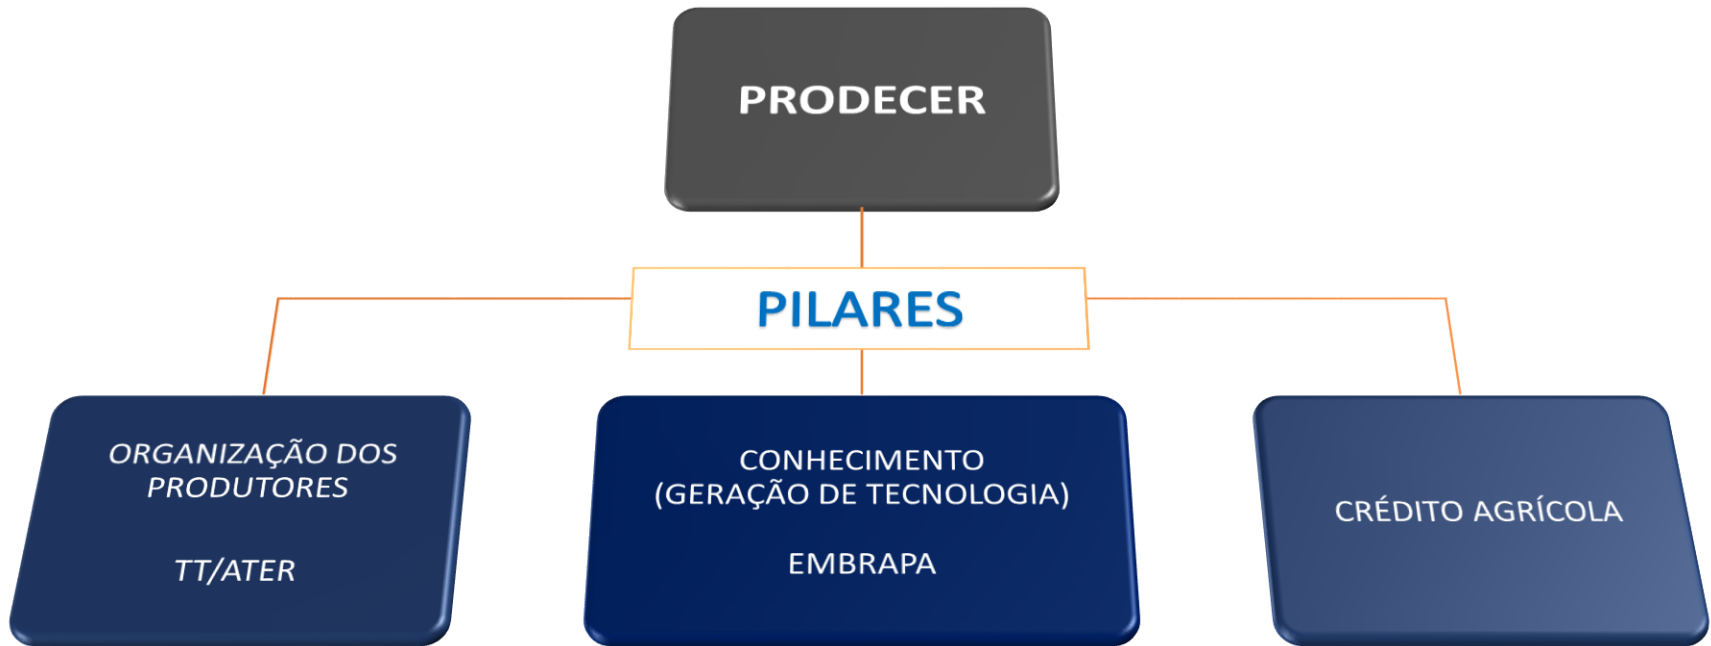 PRODECER
PILARES
ORGANIZAÇÃO DOS
PRODUTORES
TT/ATER
CONHECIMENTO
(GERAÇÃO DE TECNOLOGIA)
EMBRAPA
CRÉDITO AGRÍCOLA